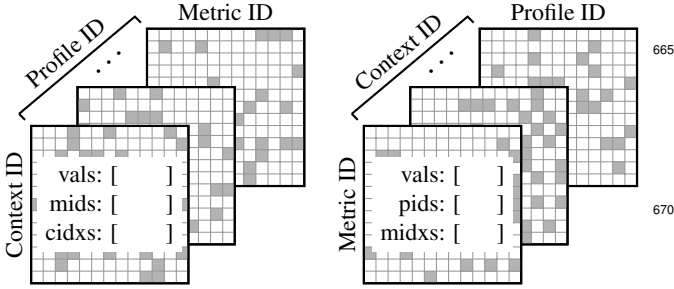 Metric ID
Profile ID
. . .
Context ID
vals: [ ]
mids: [ ]
cidxs: [ ]
Profile ID
Context ID
. . .
Metric ID
vals: [ ]
pids: [ ]
midxs: [ ]
665
670